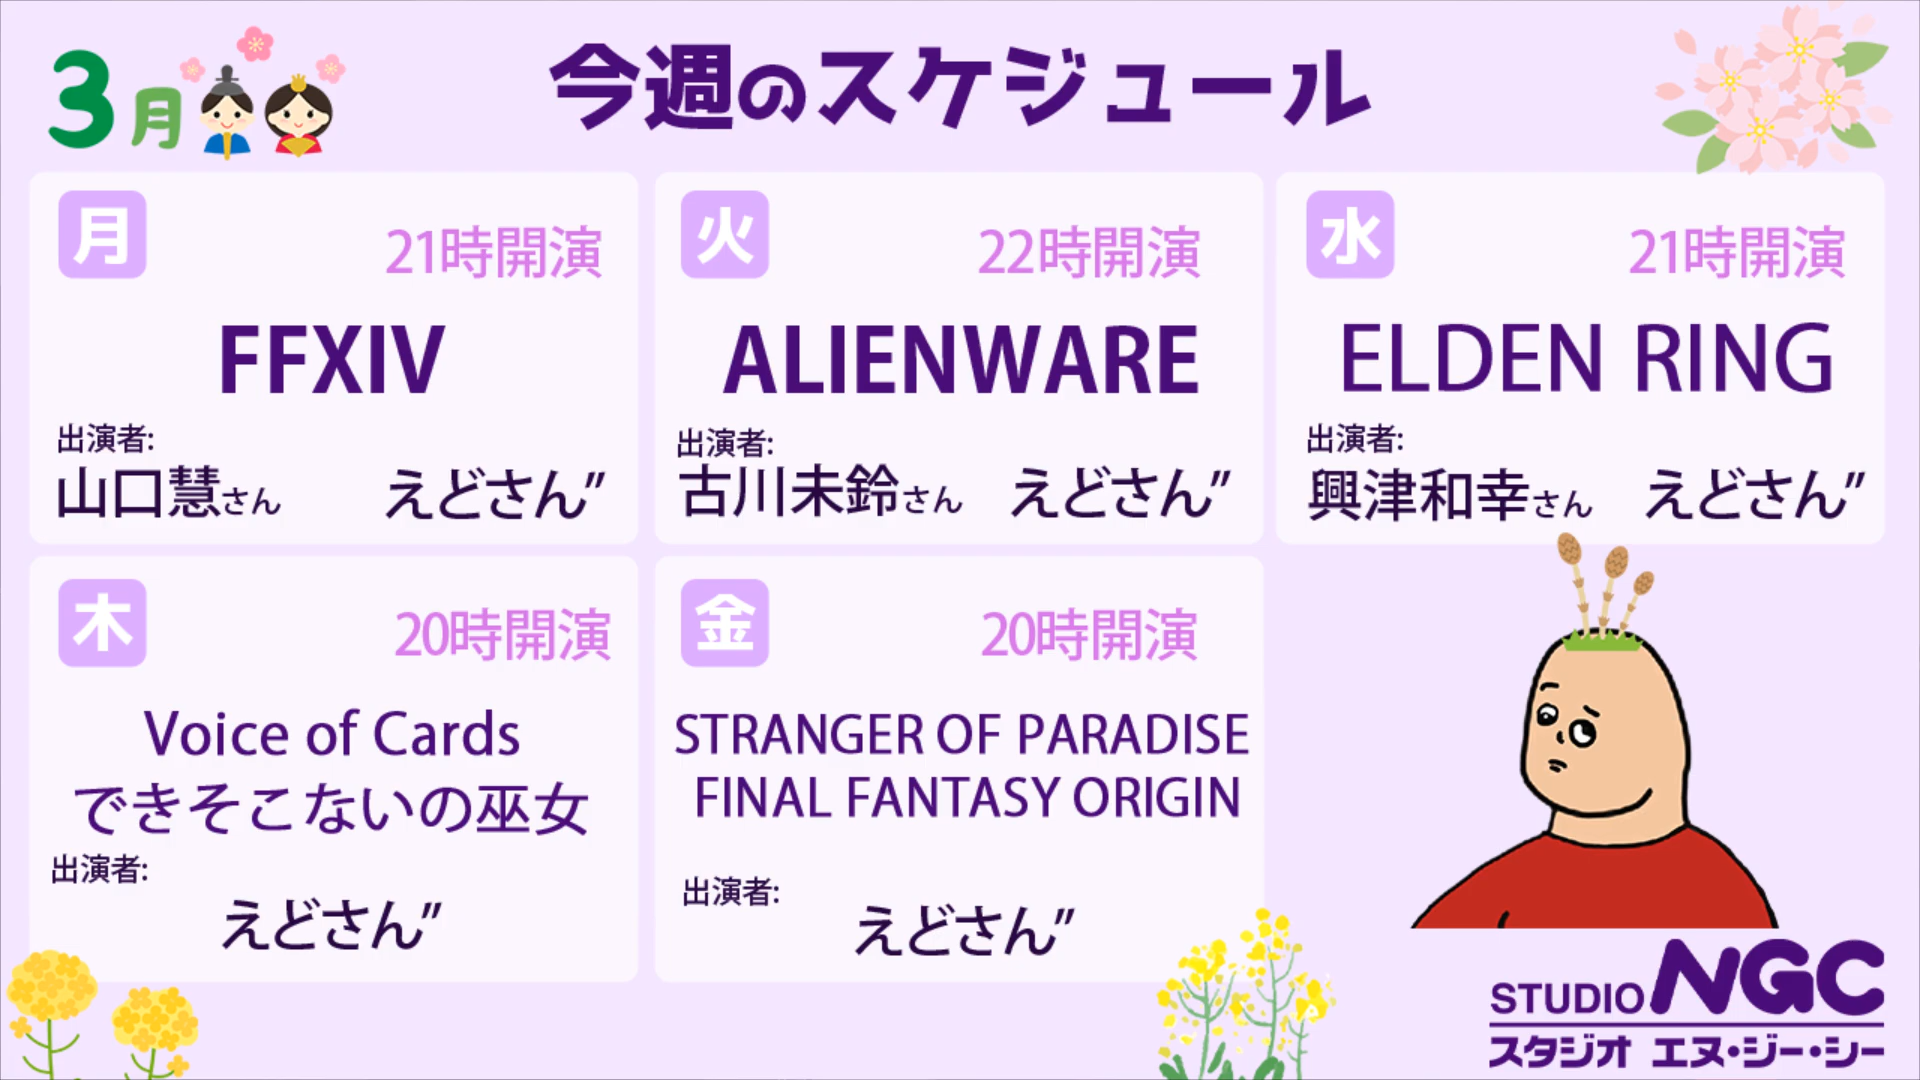 3月
今週のスケジュール
月
21時開演
FFXIV
出演者:
山口慧さん えどさん”
火
22時開演
ALIENWARE
出演者:
古川未鈴さん えどさん”
水
21時開演
ELDEN RING
出演者:
興津和幸さん えどさん”
木
20時開演
Voice of Cards
できそこないの巫女
出演者:
えどさん”
金
20時開演
STRANGER OF PARADISE
FINAL FANTASY ORIGIN
出演者:
えどさん”
STUDIO NGC
スタジオ エヌ・ジー・シー